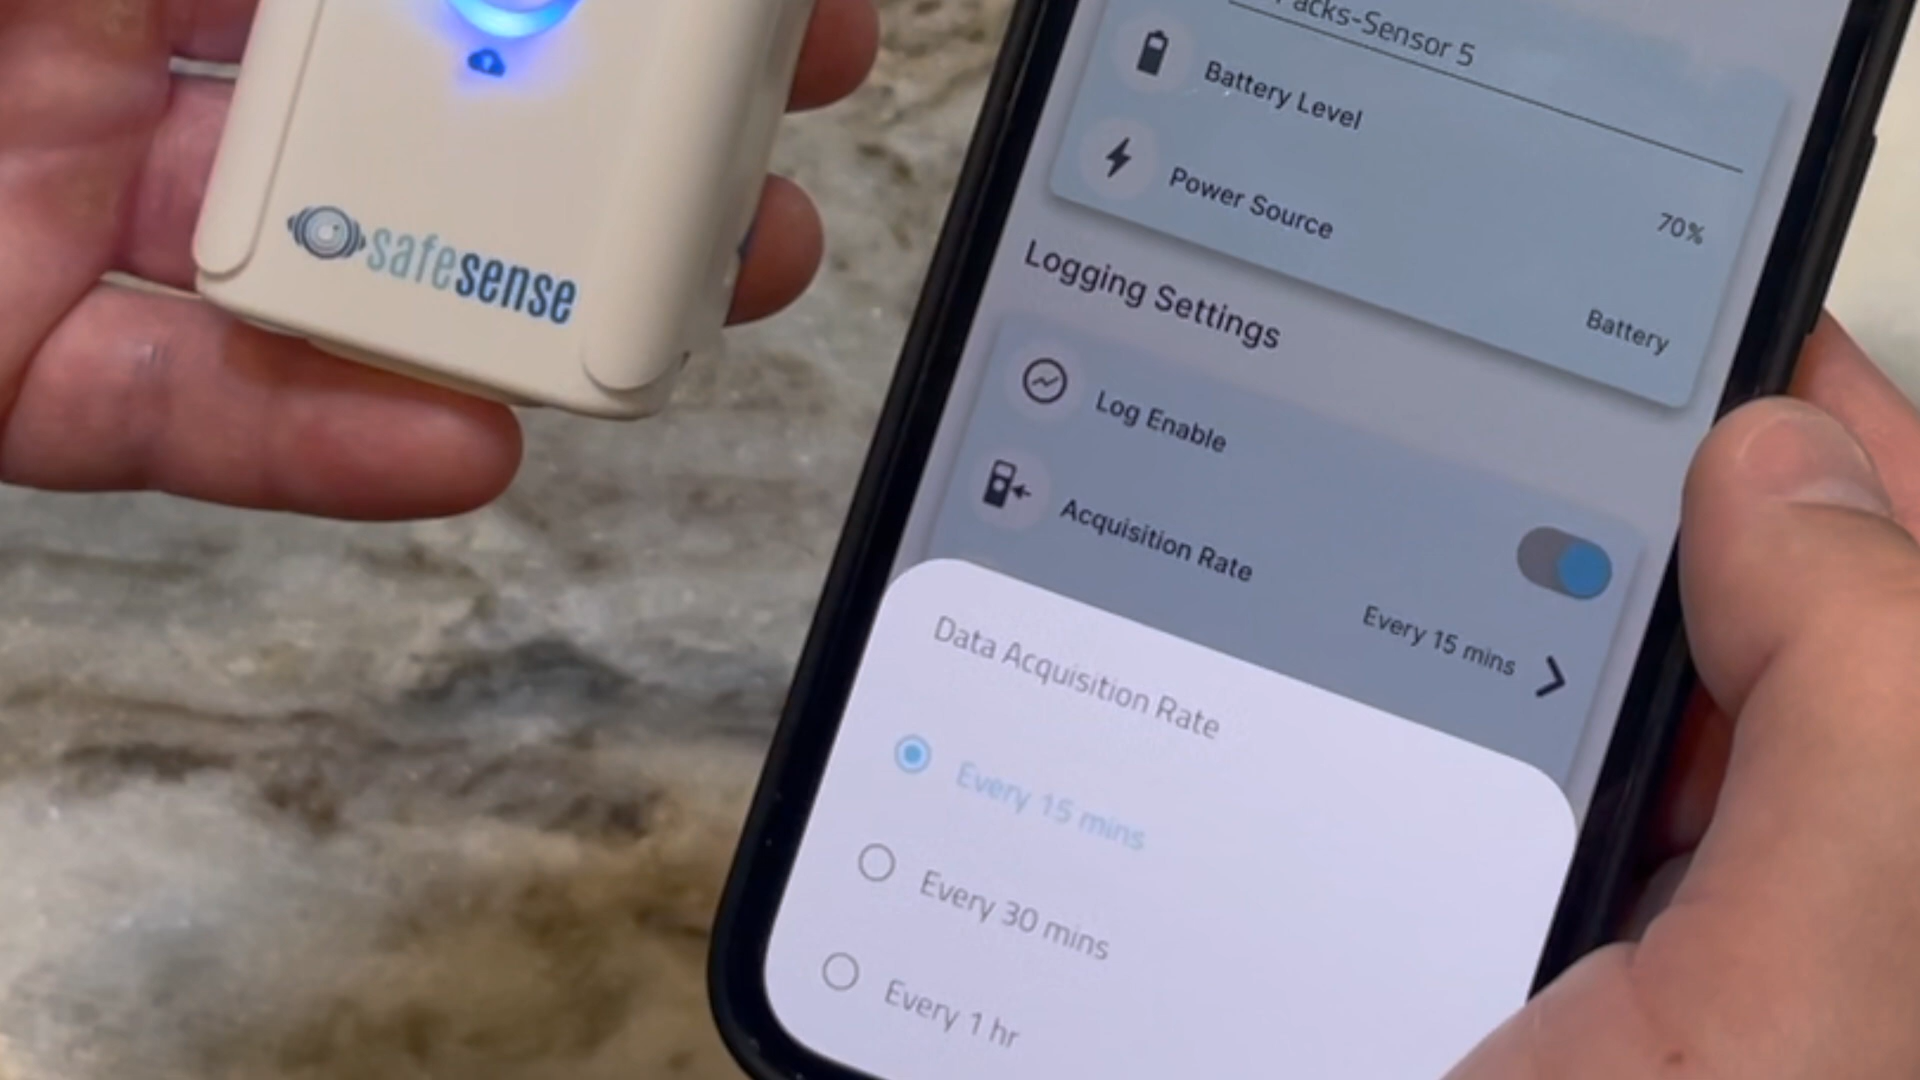 safesense
-Sensor 5
Battery Level
70%
Power Source
Battery
Logging Settings
Log Enable
Acquisition Rate
Every 15 mins
Data Acquisition Rate
Every 15 mins
Every 30 mins
Every 1 hr